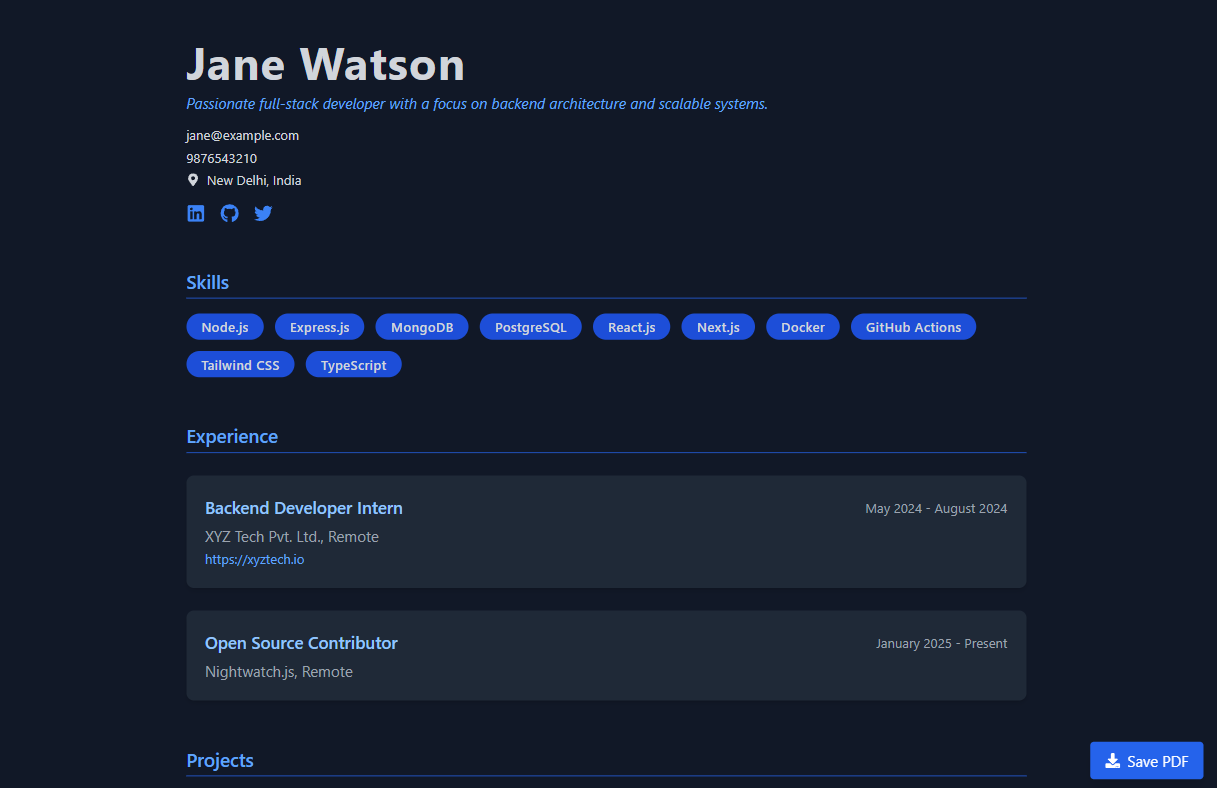 Jane Watson
Passionate full-stack developer with a focus on backend architecture and scalable systems.
jane@example.com
9876543210
New Delhi, India
Skills
Node.js Express.js MongoDB PostgreSQL React.js Next.js Docker GitHub Actions
Tailwind CSS TypeScript
Experience
Backend Developer Intern May 2024 - August 2024
XYZ Tech Pvt. Ltd., Remote
https://xyztech.io
Open Source Contributor January 2025 - Present
Nightwatch.js, Remote
Projects
Save PDF